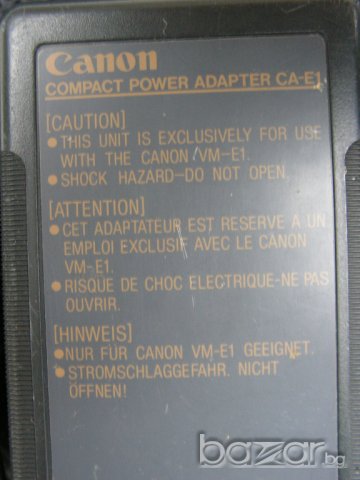 Canon
COMPACT POWER ADAPTER CA-E1
[CAUTION]
● THIS UNIT IS EXCLUSIVELY FOR USE
WITH THE CANON VM-E1.
● SHOCK HAZARD–DO NOT OPEN.
[ATTENTION]
● CET ADAPTATEUR EST RESERVE A UN
EMPLOI EXCLUSIF AVEC LE CANON
VM-E1.
● RISQUE DE CHOC ELECTRIQUE-NE PAS
OUVRIR.
[HINWEIS]
● NUR FÜR CANON VM-E1 GEEIGNET.
● STROMSCHLAGGEFAHR. NICHT
ÖFFNEN!
bazar.bg